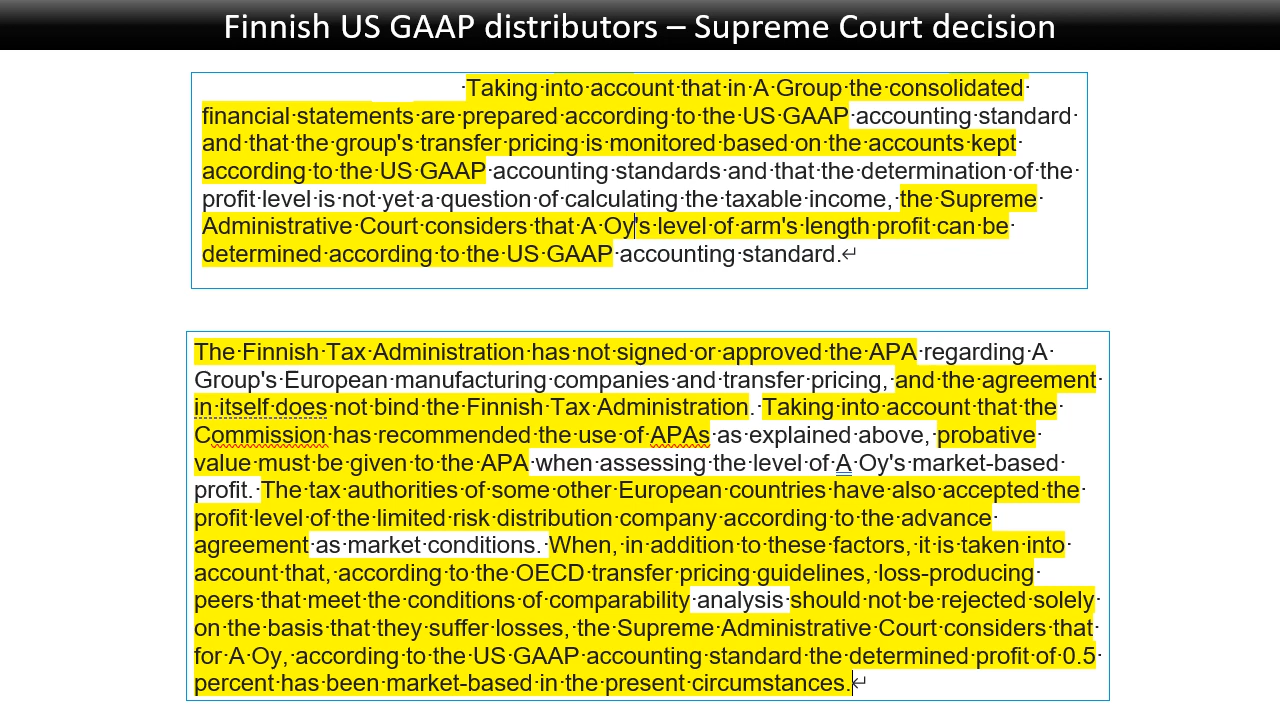 Finnish US GAAP distributors – Supreme Court decision
Taking into account that in A Group the consolidated
financial statements are prepared according to the US GAAP accounting standard
and that the group's transfer pricing is monitored based on the accounts kept
according to the US GAAP accounting standards and that the determination of the
profit level is not yet a question of calculating the taxable income, the Supreme
Administrative Court considers that A Oy's level of arm's length profit can be
determined according to the US GAAP accounting standard.
The Finnish Tax Administration has not signed or approved the APA regarding A
Group's European manufacturing companies and transfer pricing, and the agreement
in itself does not bind the Finnish Tax Administration. Taking into account that the
Commission has recommended the use of APAs as explained above, probative
value must be given to the APA when assessing the level of A Oy's market-based
profit. The tax authorities of some other European countries have also accepted the
profit level of the limited risk distribution company according to the advance
agreement as market conditions. When, in addition to these factors, it is taken into
account that, according to the OECD transfer pricing guidelines, loss-producing
peers that meet the conditions of comparability analysis should not be rejected solely
on the basis that they suffer losses, the Supreme Administrative Court considers that
for A Oy, according to the US GAAP accounting standard the determined profit of 0.5
percent has been market-based in the present circumstances.